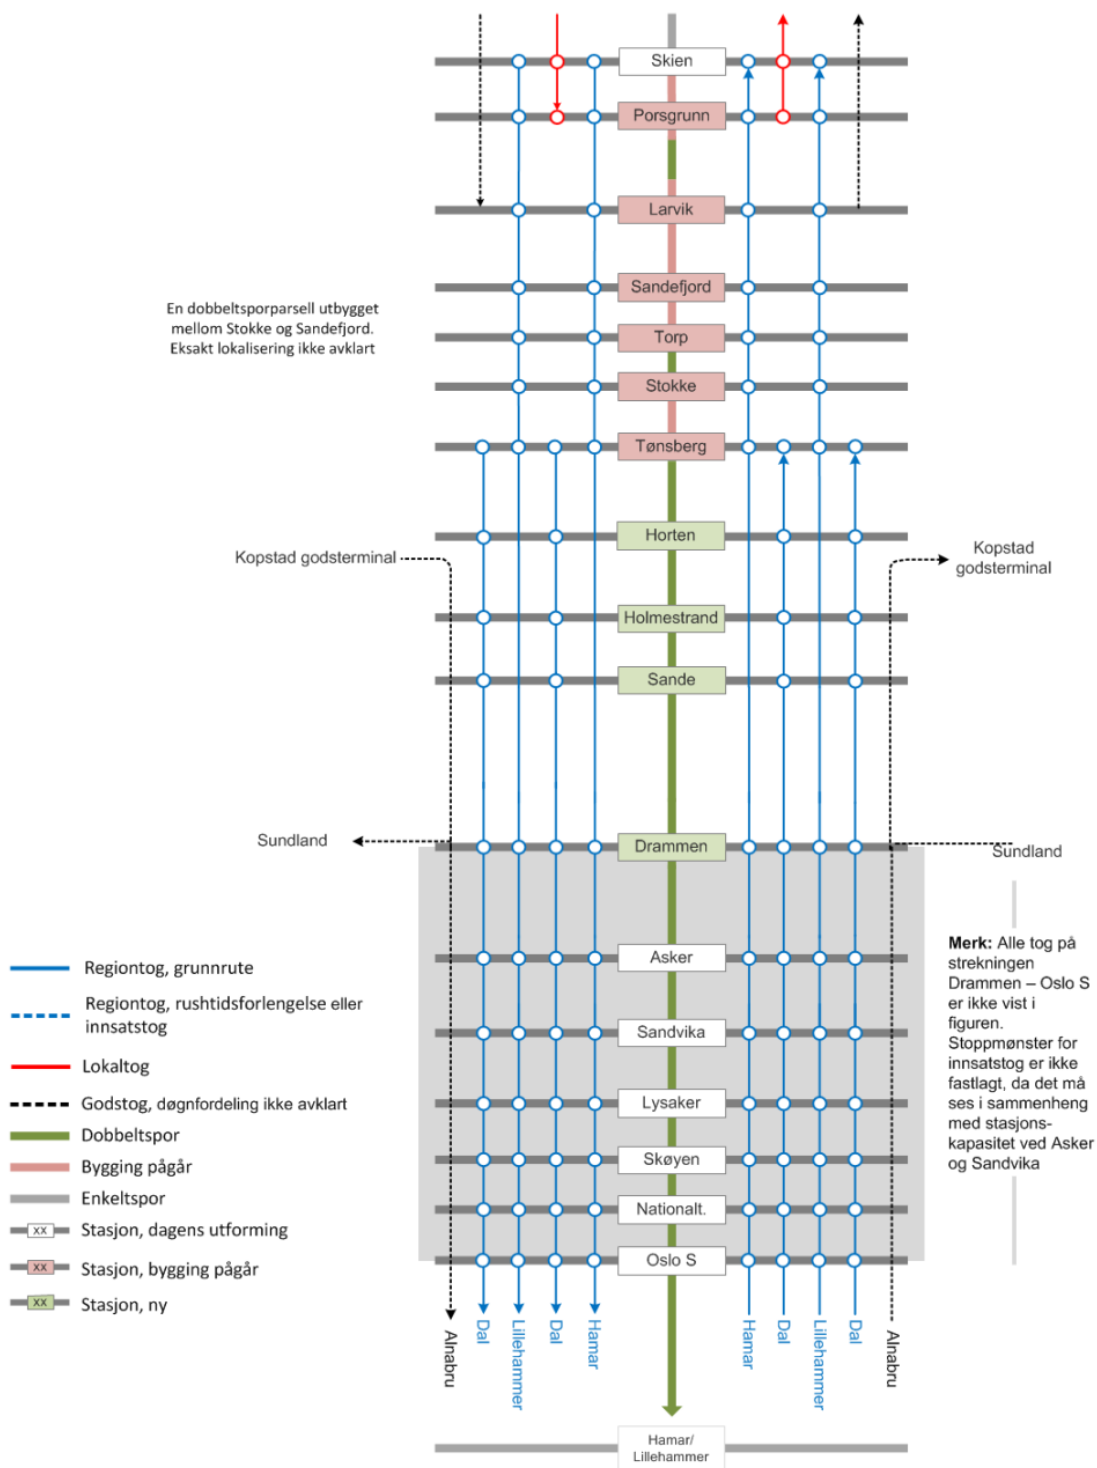 Skien
Porsgrunn
Larvik
Sandefjord
En dobbeltsporparsell utbygget
mellom Stokke og Sandefjord.
Eksakt lokalisering ikke avklart
Torp
Stokke
Tønsberg
Horten
Kopstad godsterminal
Kopstad
godsterminal
Holmestrand
Sande
Sundland
Drammen
Sundland
Asker
Sandvika
Lysaker
Skøyen
Nationalt.
Oslo S
Merk: Alle tog på
strekningen
Drammen – Oslo S
er ikke vist i
figuren.
Stoppmønster for
innsatstog er ikke
fastlagt, da det må
ses i sammenheng
med stasjons-
kapasitet ved Asker
og Sandvika
Regiontog, grunnrute
Regiontog, rushtidsforlengelse eller
innsatstog
Lokaltog
Godstog, døgnfordeling ikke avklart
Dobbeltspor
Bygging pågår
Enkeltspor
xx Stasjon, dagens utforming
xx Stasjon, bygging pågår
xx Stasjon, ny
Alnabru
Dal
Lillehammer
Dal
Hamar
Hamar
Dal
Lillehammer
Dal
Alnabru
Hamar/
Lillehammer